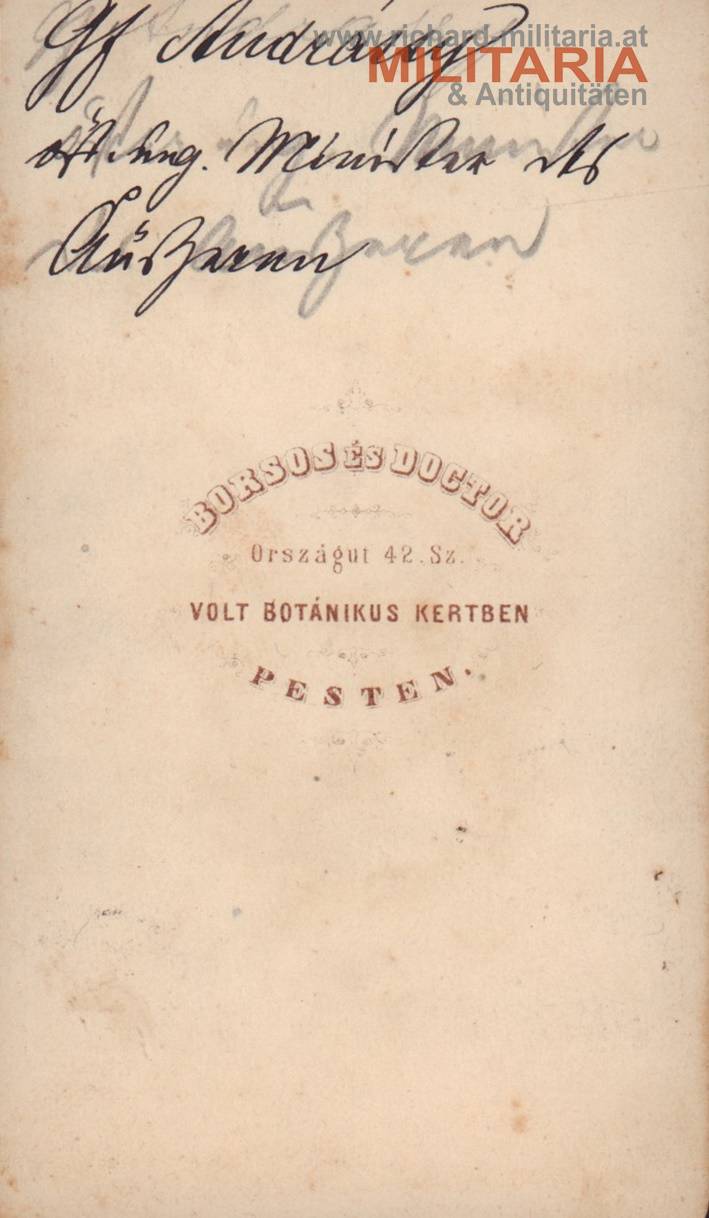 www.richard-militaria.at
MILITARIA
& Antiquitäten
Gf Andrássy
öst. ung. Minister des
Äußeren
BORSOS ÉS DOCTOR
Országut 42. Sz.
VOLT BOTÁNIKUS KERTBEN
PESTEN.